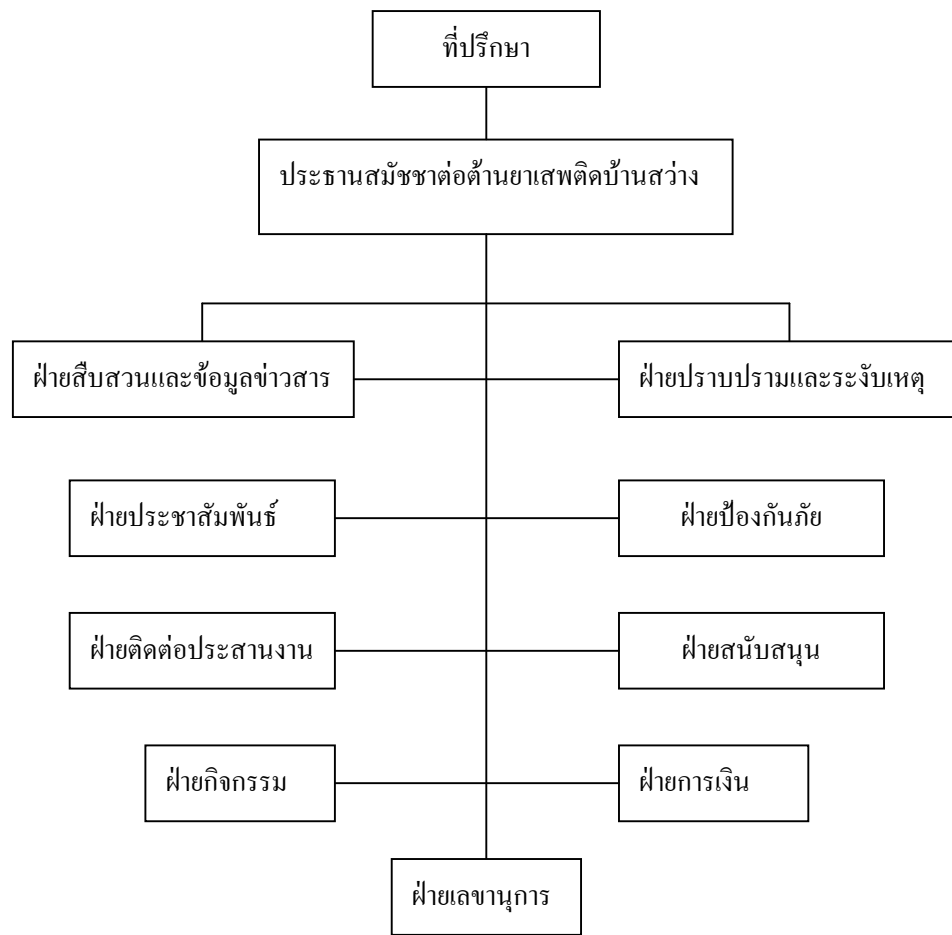 ที่ปรึกษา
ประธานสมัชชาต่อต้านยาเสพติดบ้านสว่าง
ฝ่ายสืบสวนและข้อมูลข่าวสาร
ฝ่ายปราบปรามและระงับเหตุ
ฝ่ายประชาสัมพันธ์
ฝ่ายป้องกันภัย
ฝ่ายติดต่อประสานงาน
ฝ่ายสนับสนุน
ฝ่ายกิจกรรม
ฝ่ายการเงิน
ฝ่ายเลขานุการ